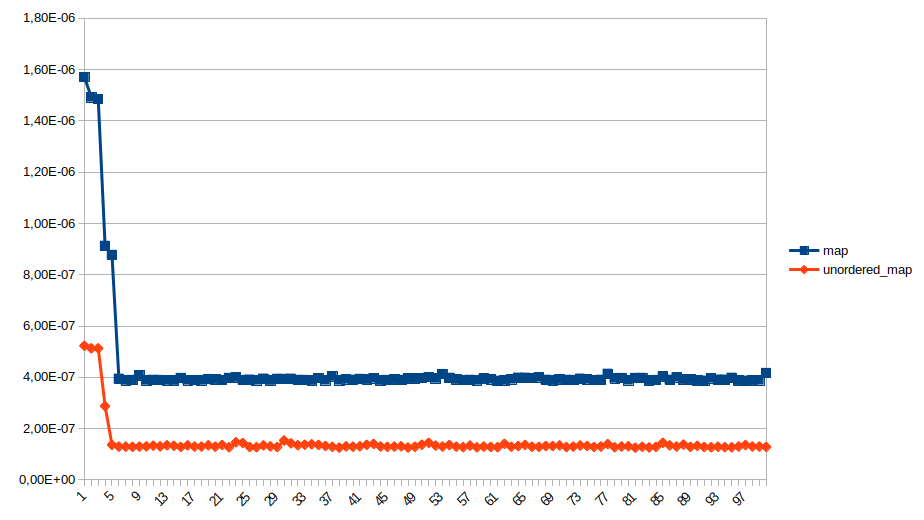 1,80E-06
1,60E-06
1,40E-06
1,20E-06
1,00E-06
8,00E-07
6,00E-07
4,00E-07
2,00E-07
0,00E+00
1 5 9 13 17 21 25 29 33 37 41 45 49 53 57 61 65 69 73 77 81 85 89 93 97
map
unordered_map